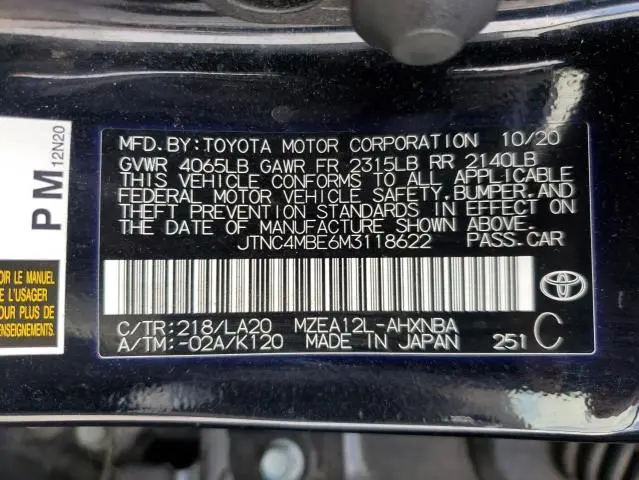 MFD. BY: TOYOTA MOTOR CORPORATION 10/20
GVWR 4065LB GAWR FR 2315LB RR 2140LB
THIS VEHICLE CONFORMS TO ALL APPLICABLE
FEDERAL MOTOR VEHICLE SAFETY, BUMPER, AND
THEFT PREVENTION STANDARDS IN EFFECT ON
THE DATE OF MANUFACTURE SHOWN ABOVE.
JTNC4MBE6M3118622 PASS.CAR
C/TR:218/LA20 MZEA12L-AHXNBA
A/TM:-02A/K120 MADE IN JAPAN 251 C
PM
12N20
OIR LE MANUEL
E L'USAGER
OUR PLUS DE
ENSEIGNEMENTS